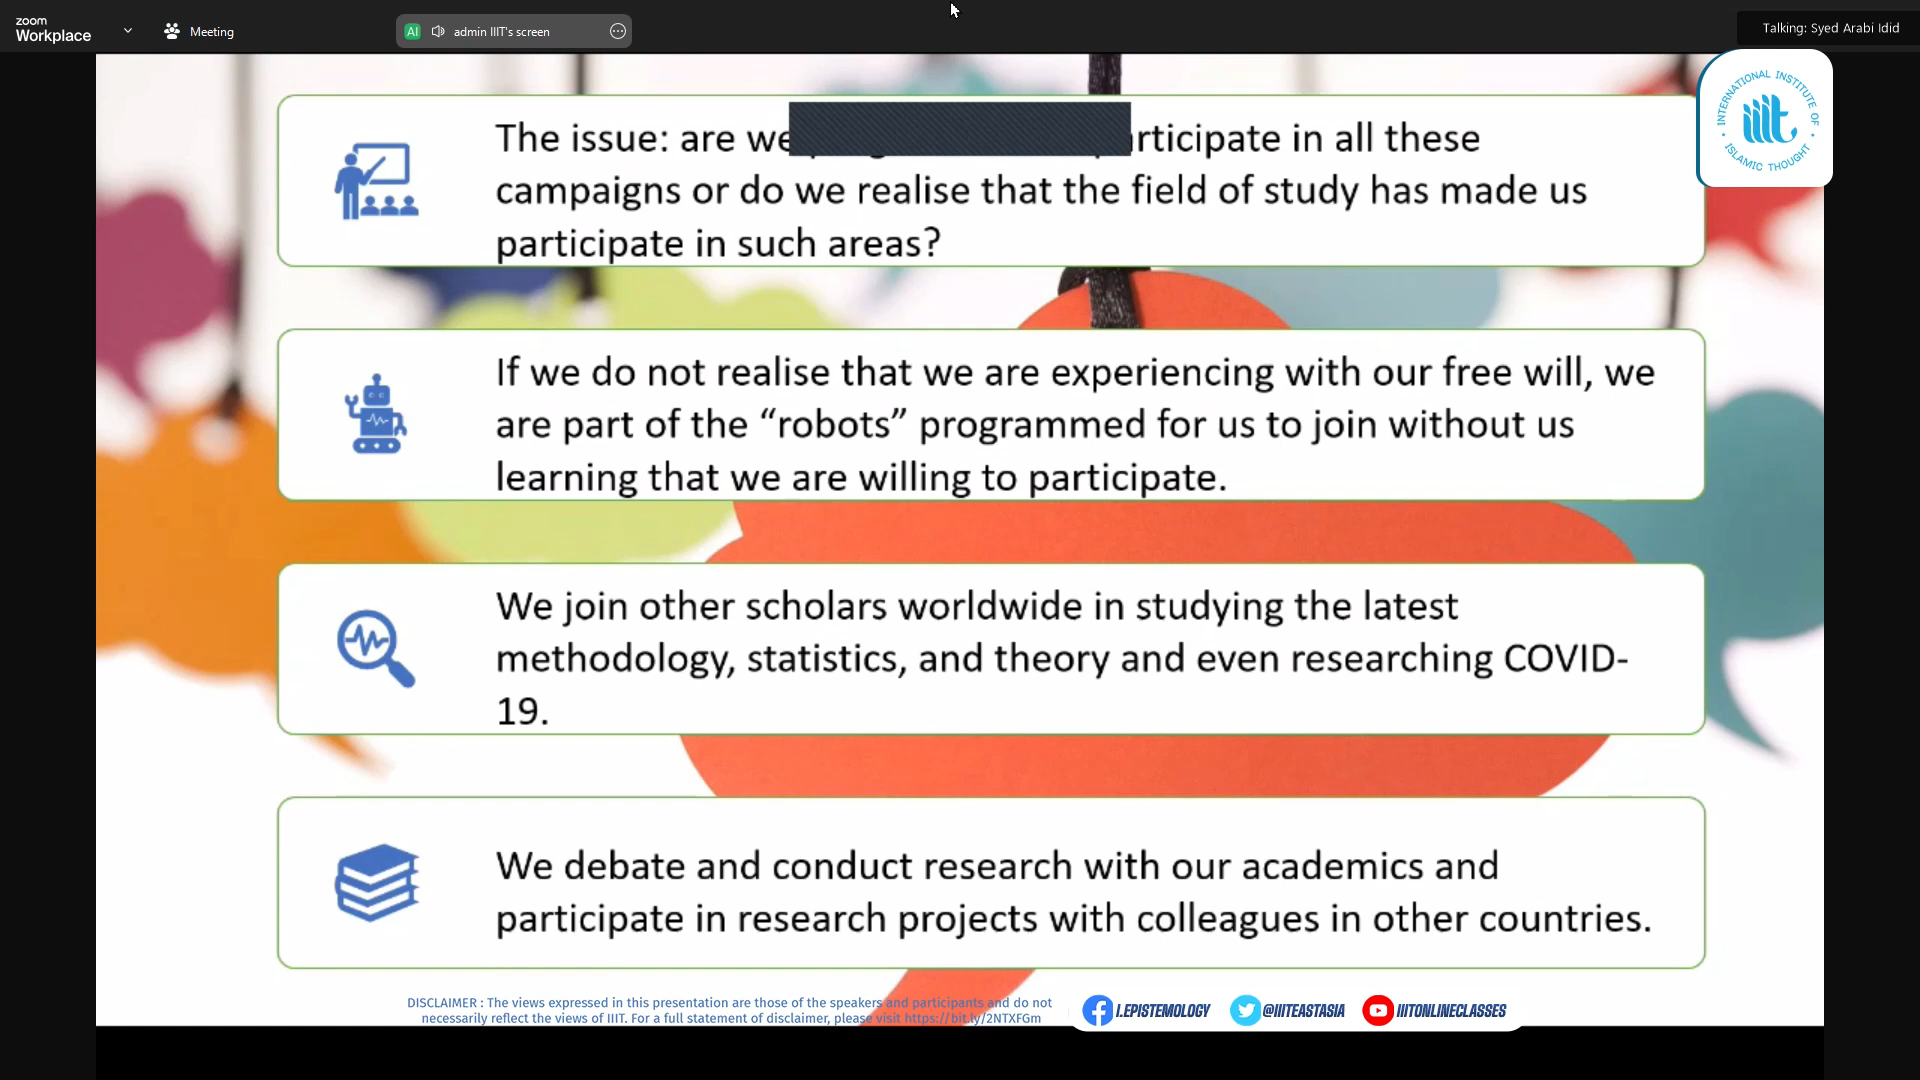 zoom
Workplace
Meeting
AI
admin IIIT's screen
Talking: Syed Arabi Idid
INTERNATIONAL INSTITUTE OF ISLAMIC THOUGHT
iiit
The issue: are we participate in all these
campaigns or do we realise that the field of study has made us
participate in such areas?
If we do not realise that we are experiencing with our free will, we
are part of the “robots” programmed for us to join without us
learning that we are willing to participate.
We join other scholars worldwide in studying the latest
methodology, statistics, and theory and even researching COVID-
19.
We debate and conduct research with our academics and
participate in research projects with colleagues in other countries.
DISCLAIMER : The views expressed in this presentation are those of the speakers and participants and do not
necessarily reflect the views of IIIT. For a full statement of disclaimer, please visit https://bit.ly/2NTXFGm
I.EPISTEMOLOGY
@IIITEASTASIA
IIITONLINECLASSES